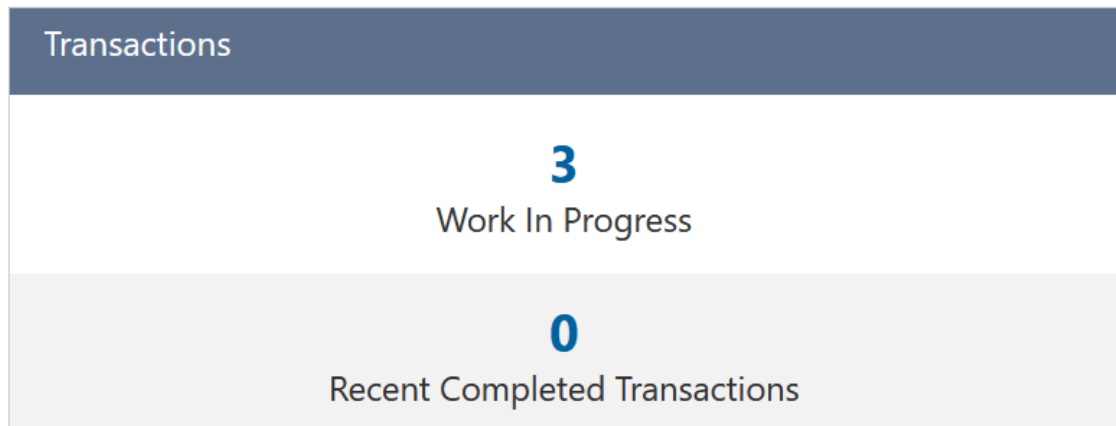 Transactions
3
Work In Progress
0
Recent Completed Transactions